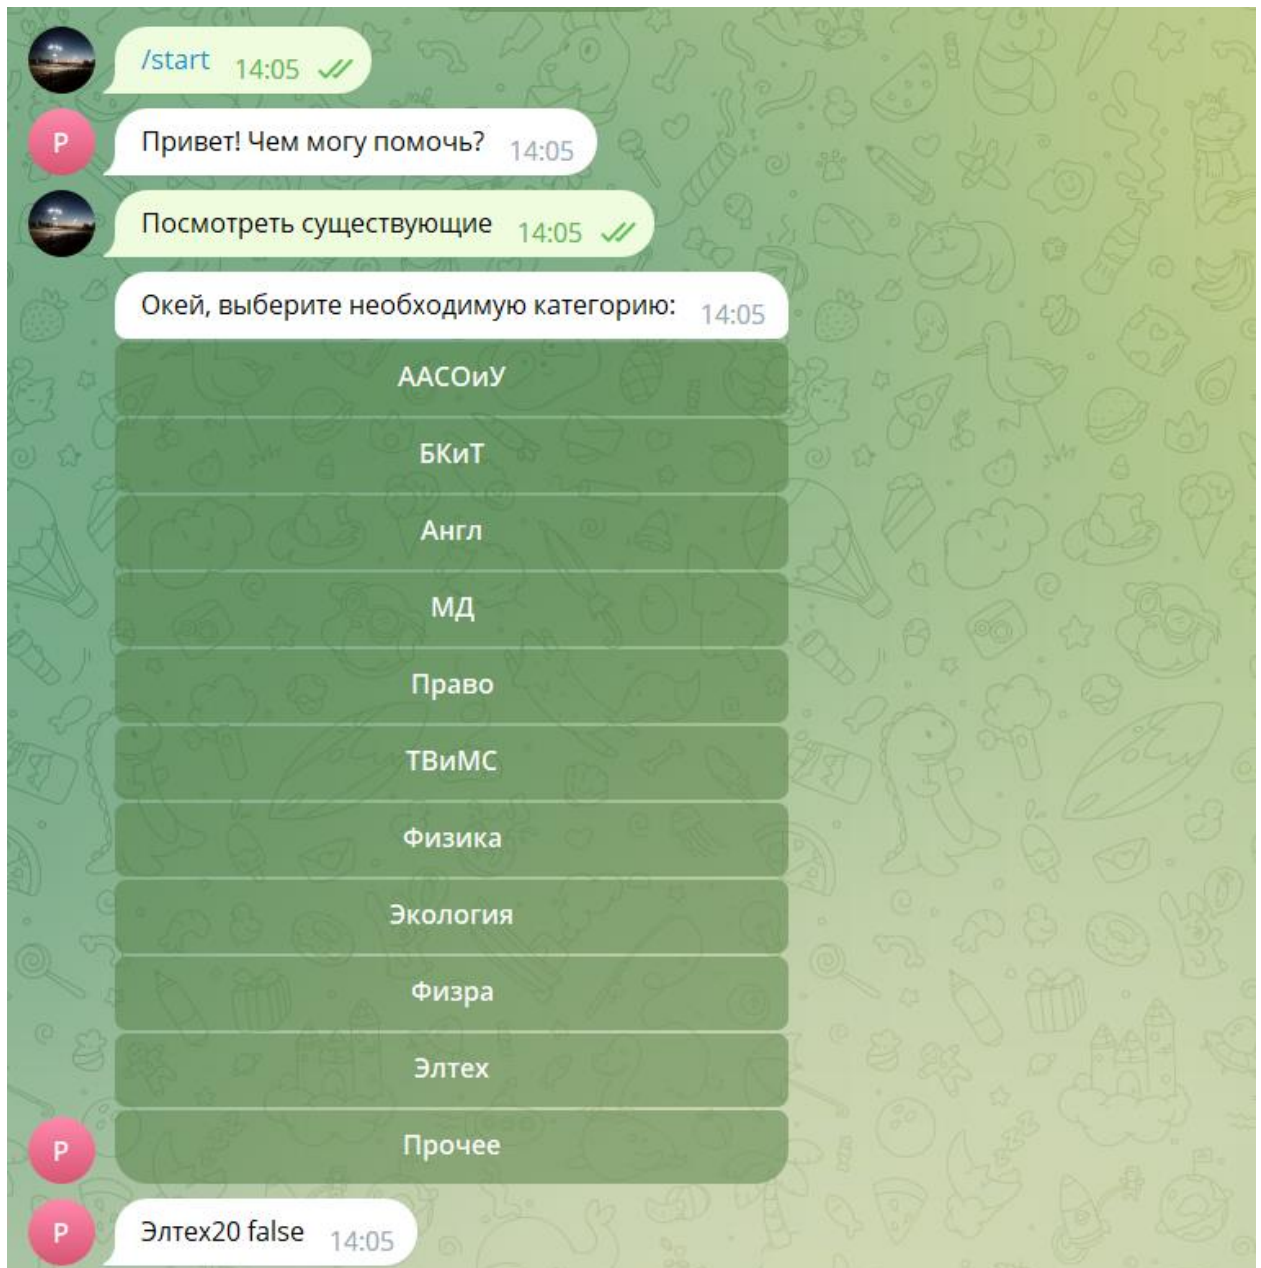 /start 14:05
P
Привет! Чем могу помочь? 14:05
Посмотреть существующие 14:05
Окей, выберите необходимую категорию: 14:05
ААСОиУ
БКиТ
Англ
МД
Право
ТВиМС
Физика
Экология
Физра
Элтех
Прочее
P
P
Элтех20 false 14:05